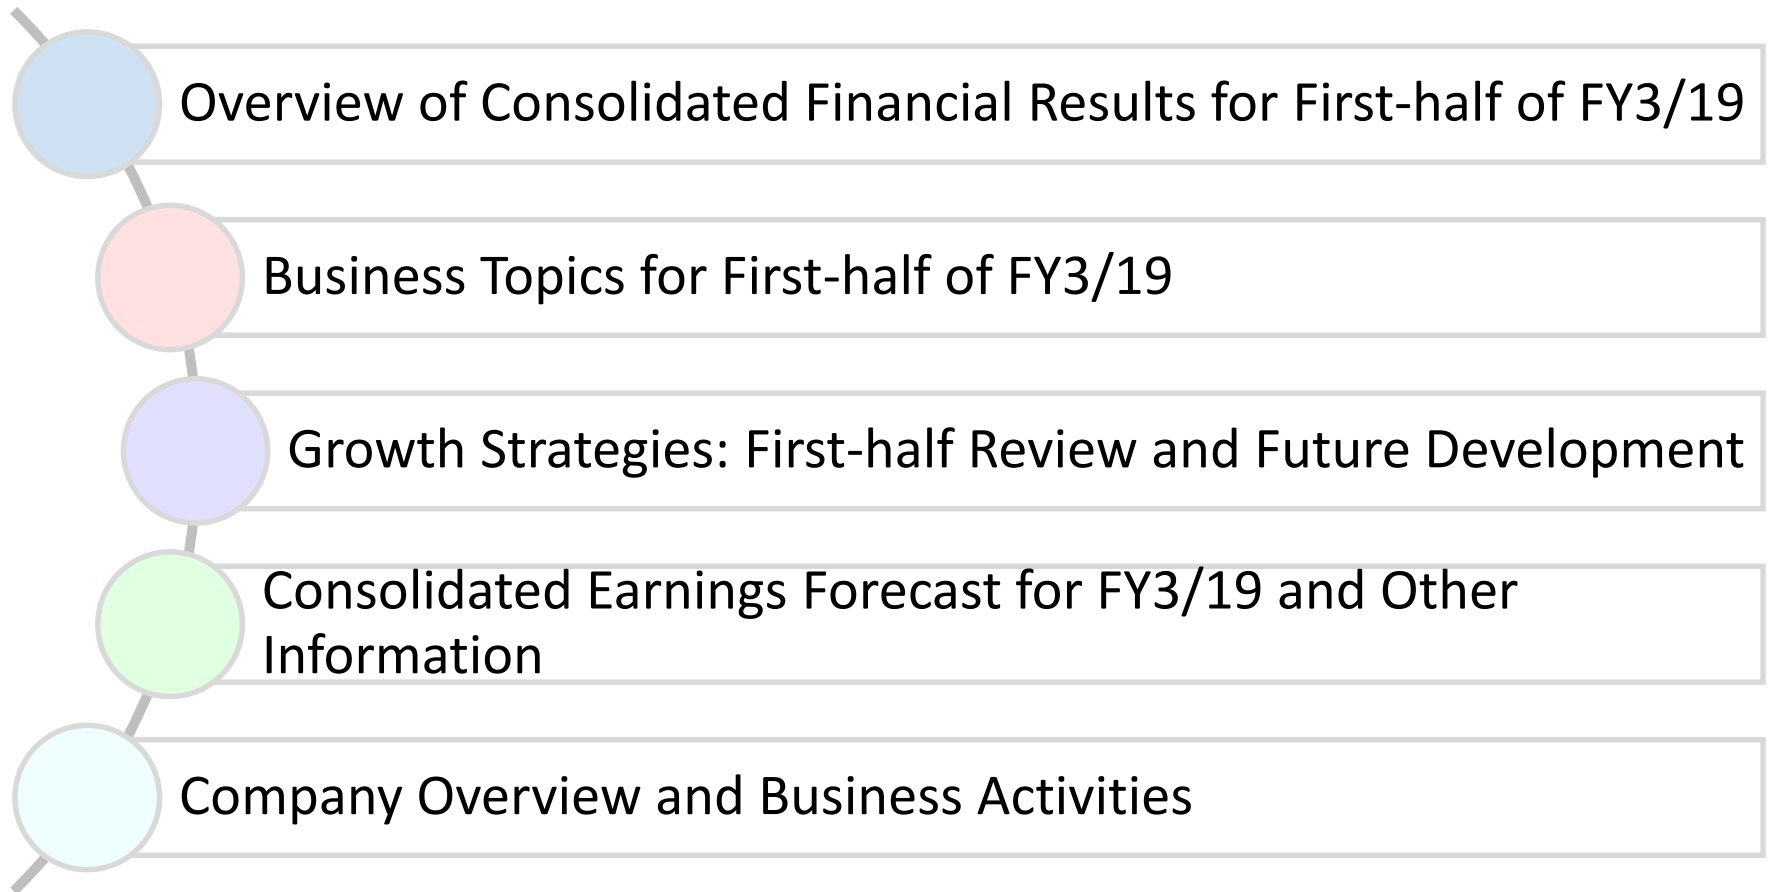 Overview of Consolidated Financial Results for First-half of FY3/19
Business Topics for First-half of FY3/19
Growth Strategies: First-half Review and Future Development
Consolidated Earnings Forecast for FY3/19 and Other
Information
Company Overview and Business Activities